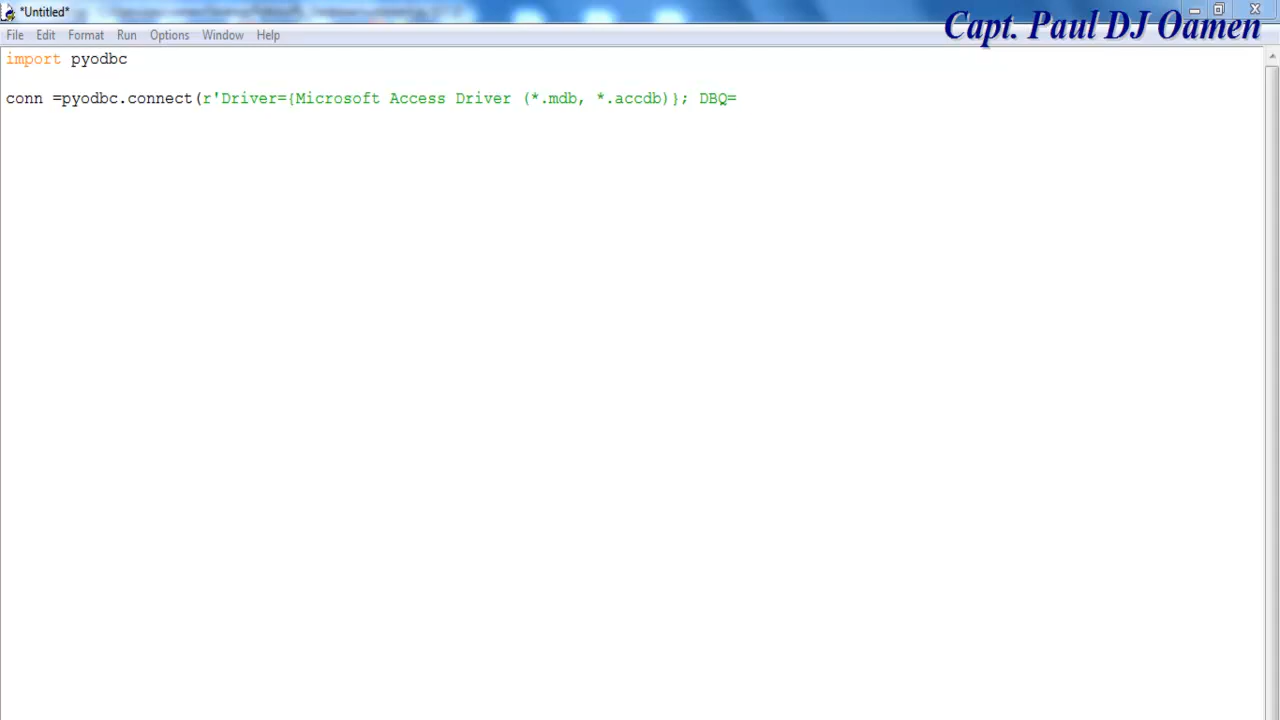 *Untitled*
Capt. Paul DJ Oamen
File Edit Format Run Options Window Help
import pyodbc
conn =pyodbc.connect(r'Driver={Microsoft Access Driver (*.mdb, *.accdb)}; DBQ=